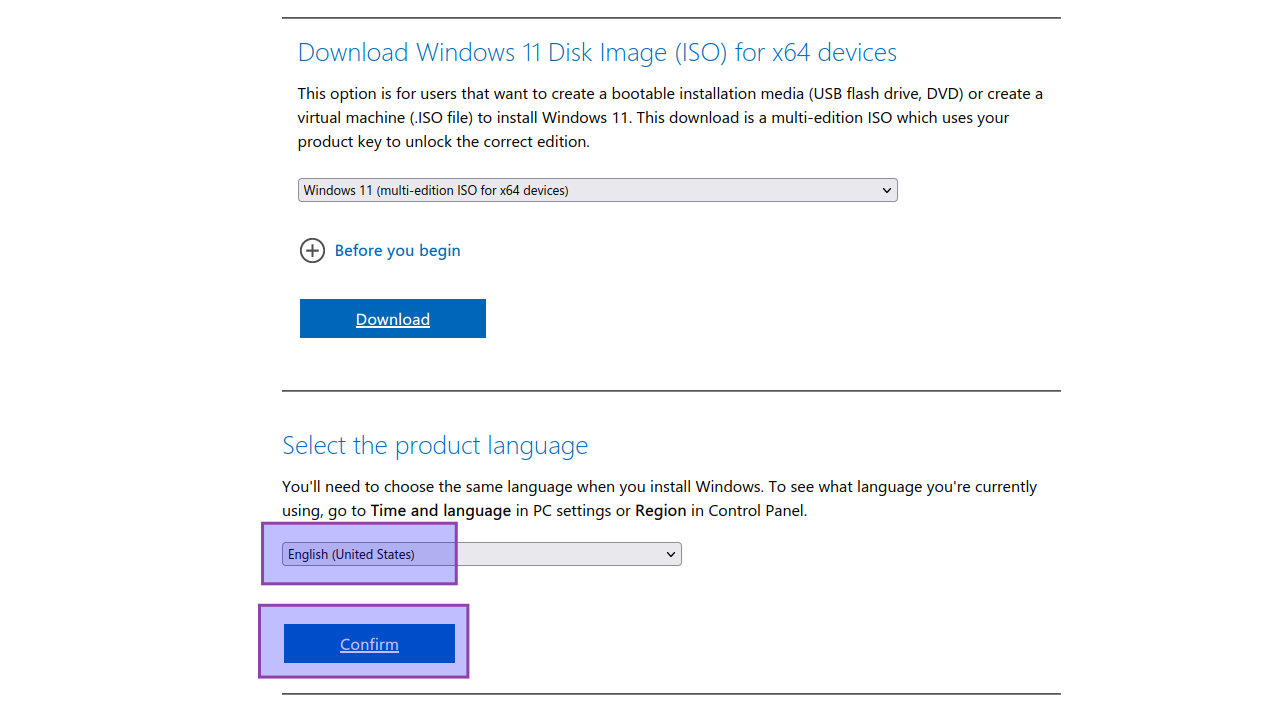 Download Windows 11 Disk Image (ISO) for x64 devices
This option is for users that want to create a bootable installation media (USB flash drive, DVD) or create a
virtual machine (.ISO file) to install Windows 11. This download is a multi-edition ISO which uses your
product key to unlock the correct edition.
Windows 11 (multi-edition ISO for x64 devices)
Before you begin
Download
Select the product language
You'll need to choose the same language when you install Windows. To see what language you're currently
using, go to Time and language in PC settings or Region in Control Panel.
English (United States)
Confirm